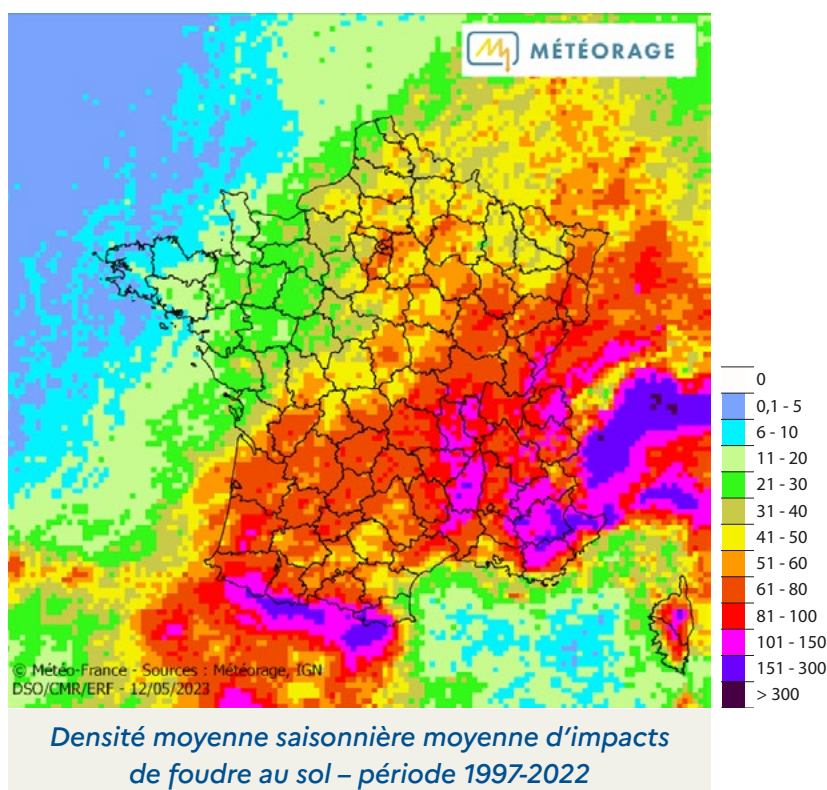 MÉTÉORAGE
0
0,1 - 5
6 - 10
11 - 20
21 - 30
31 - 40
41 - 50
51 - 60
61 - 80
81 - 100
101 - 150
151 - 300
> 300
© Météo-France - Sources : Météorage, IGN
DSO/CMR/ERF - 12/05/2023
Densité moyenne saisonnière moyenne d’impacts
de foudre au sol – période 1997-2022